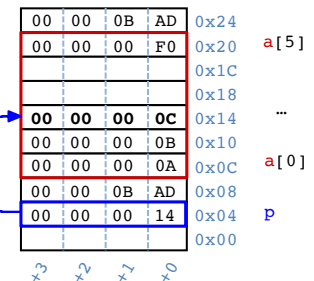 00 00 0B AD 0x24
00 00 00 F0 0x20 a[5]
0x1C
0x18
00 00 00 0C 0x14 …
00 00 00 0B 0x10
00 00 00 0A 0x0C a[0]
00 00 0B AD 0x08
00 00 00 14 0x04 p
0x00
+3 +2 +1 +0